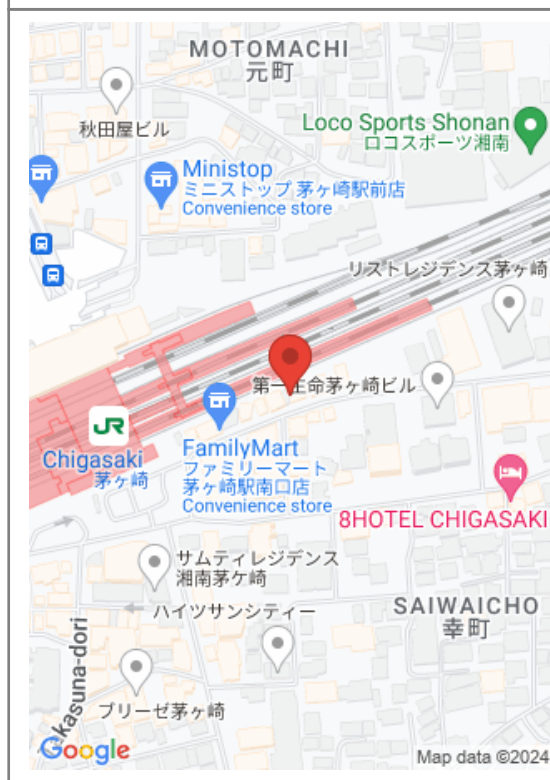 MOTOMACHI
元町
秋田屋ビル
Loco Sports Shonan
ロコスポーツ湘南
Ministop
ミニストップ 茅ヶ崎駅前店
Convenience store
リストレジデンス茅ヶ崎
第一生命茅ヶ崎ビル
JR
Chigasaki
茅ヶ崎
FamilyMart
ファミリーマート
茅ヶ崎駅南口店
Convenience store
8HOTEL CHIGASAKI
サムティレジデンス
湘南茅ケ崎
ハイツサンシティー
SAIWAICHO
幸町
kasuna-dori
ブリーゼ茅ヶ崎
Google
Map data ©2024